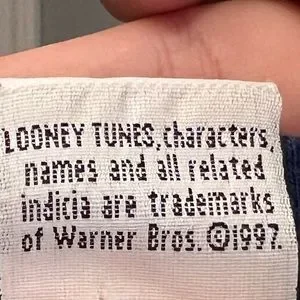 LOONEY TUNES, characters,
names and all related
indicia are trademarks
of Warner Bros. ©1997.